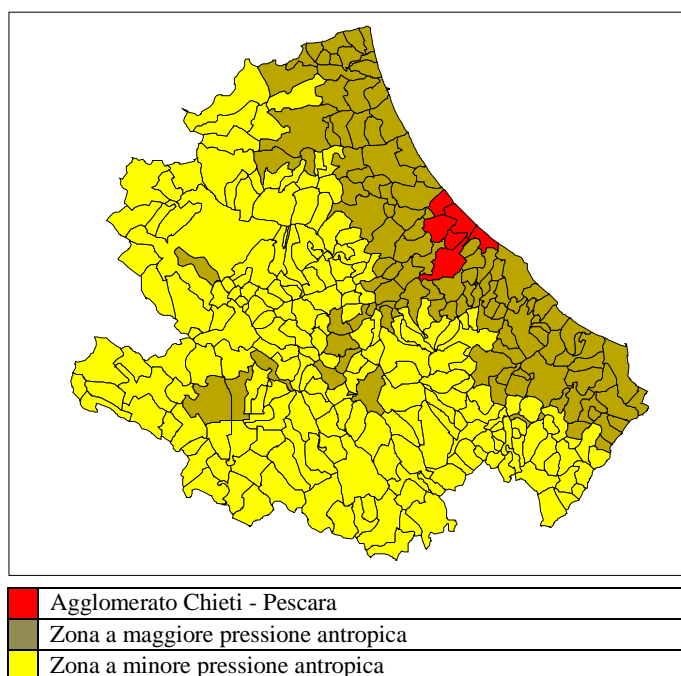 Agglomerato Chieti - Pescara
Zona a maggiore pressione antropica
Zona a minore pressione antropica